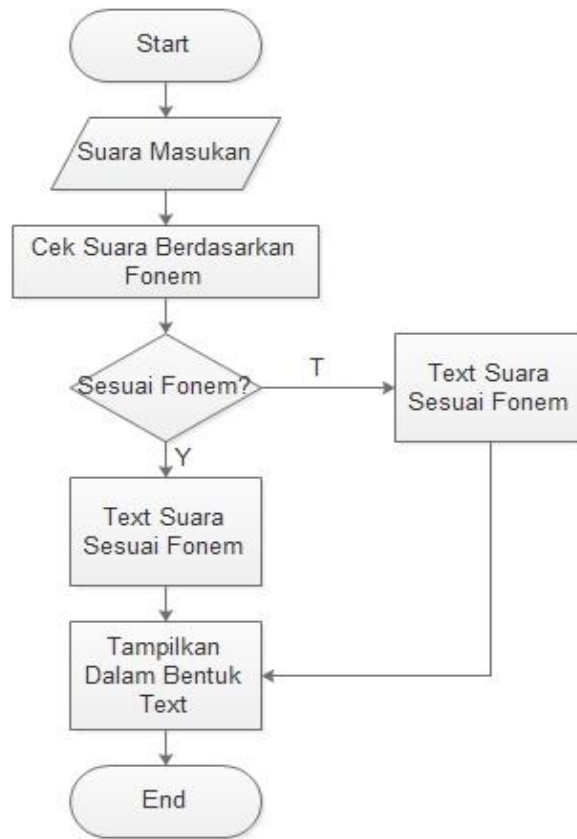 Start
Suara Masukan
Cek Suara Berdasarkan
Fonem
Sesuai Fonem?
T
Text Suara
Sesuai Fonem
Y
Text Suara
Sesuai Fonem
Tampilkan
Dalam Bentuk
Text
End